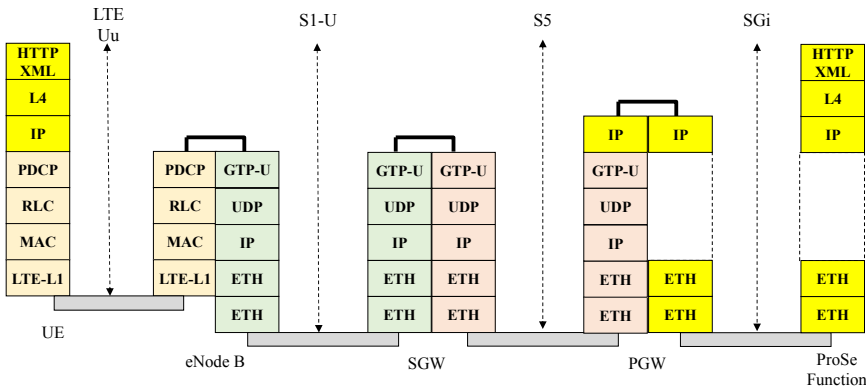 LTE
Uu
S1-U
S5
SGi
HTTP
XML
L4
IP
PDCP
RLC
MAC
LTE-L1
UE
PDCP
RLC
MAC
LTE-L1
GTP-U
UDP
IP
ETH
ETH
eNode B
GTP-U
UDP
IP
ETH
ETH
GTP-U
UDP
IP
ETH
ETH
SGW
IP
GTP-U
UDP
IP
ETH
ETH
IP
ETH
ETH
PGW
HTTP
XML
L4
IP
ETH
ETH
ProSe
Function